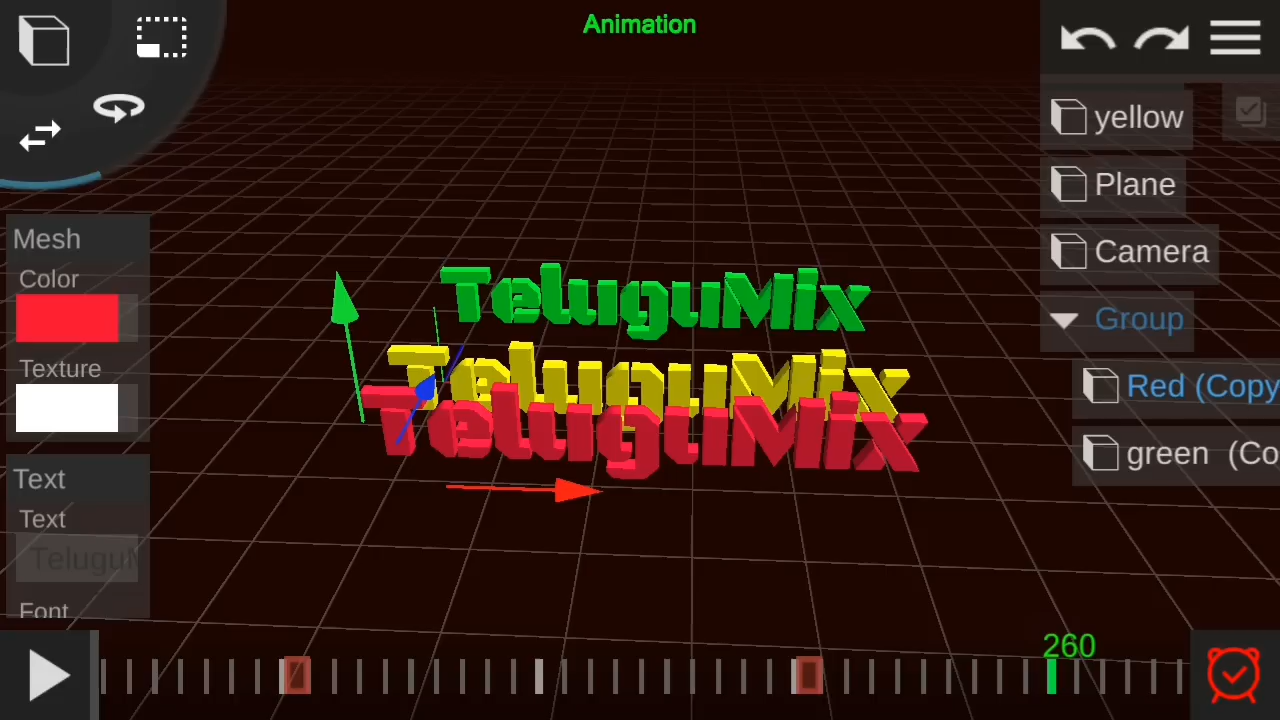 Animation
yellow
Plane
Camera
Group
Red (Copy
green (Co
Mesh
Color
Texture
Text
Text
TeluguM
Font
TeluguMix
TeluguMix
TeluguMix
260